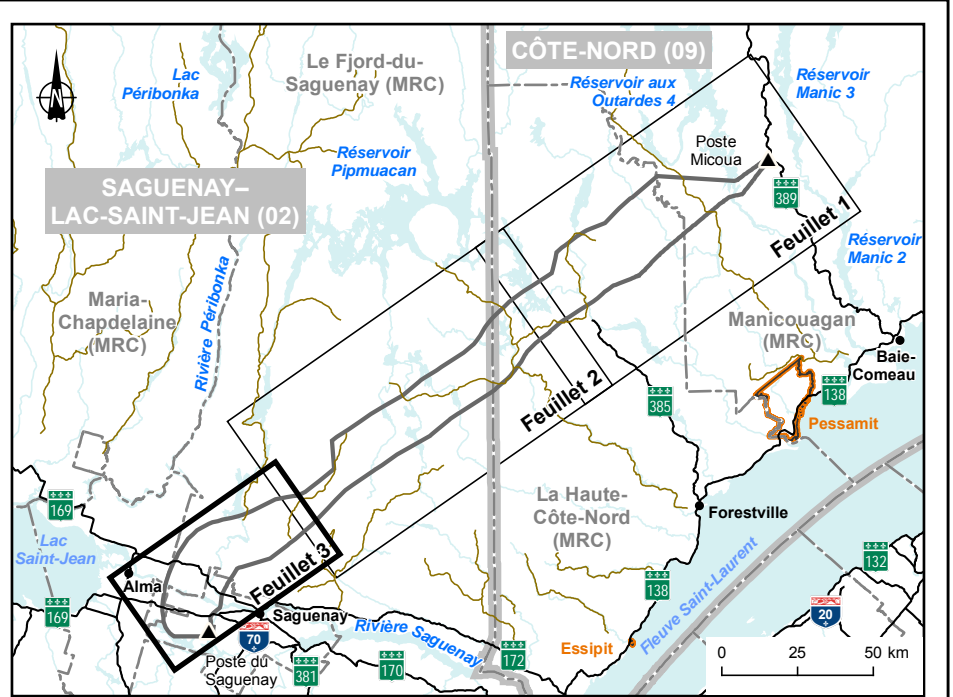 CÔTE-NORD (09)
Le Fjord-du-
Saguenay (MRC)
Lac
Péribonka
Réservoir aux
Outardes 4
Réservoir
Manic 3
Poste
Micoua
389
Réservoir
Pipmuacan
SAGUENAY–
LAC-SAINT-JEAN (02)
Feuillet 1
Réservoir
Manic 2
Rivière Péribonka
Maria-
Chapdelaine
(MRC)
Manicouagan
(MRC)
Baie-
Comeau
Feuillet 2
385
138
Pessamit
169
La Haute-
Côte-Nord
(MRC)
Forestville
Lac
Saint-Jean
Feuillet 3
Alma
132
138
169
Saguenay
70
Rivière Saguenay
Essipit
Fleuve Saint-Laurent
20
172
Poste du
Saguenay
381
170
0 25 50 km